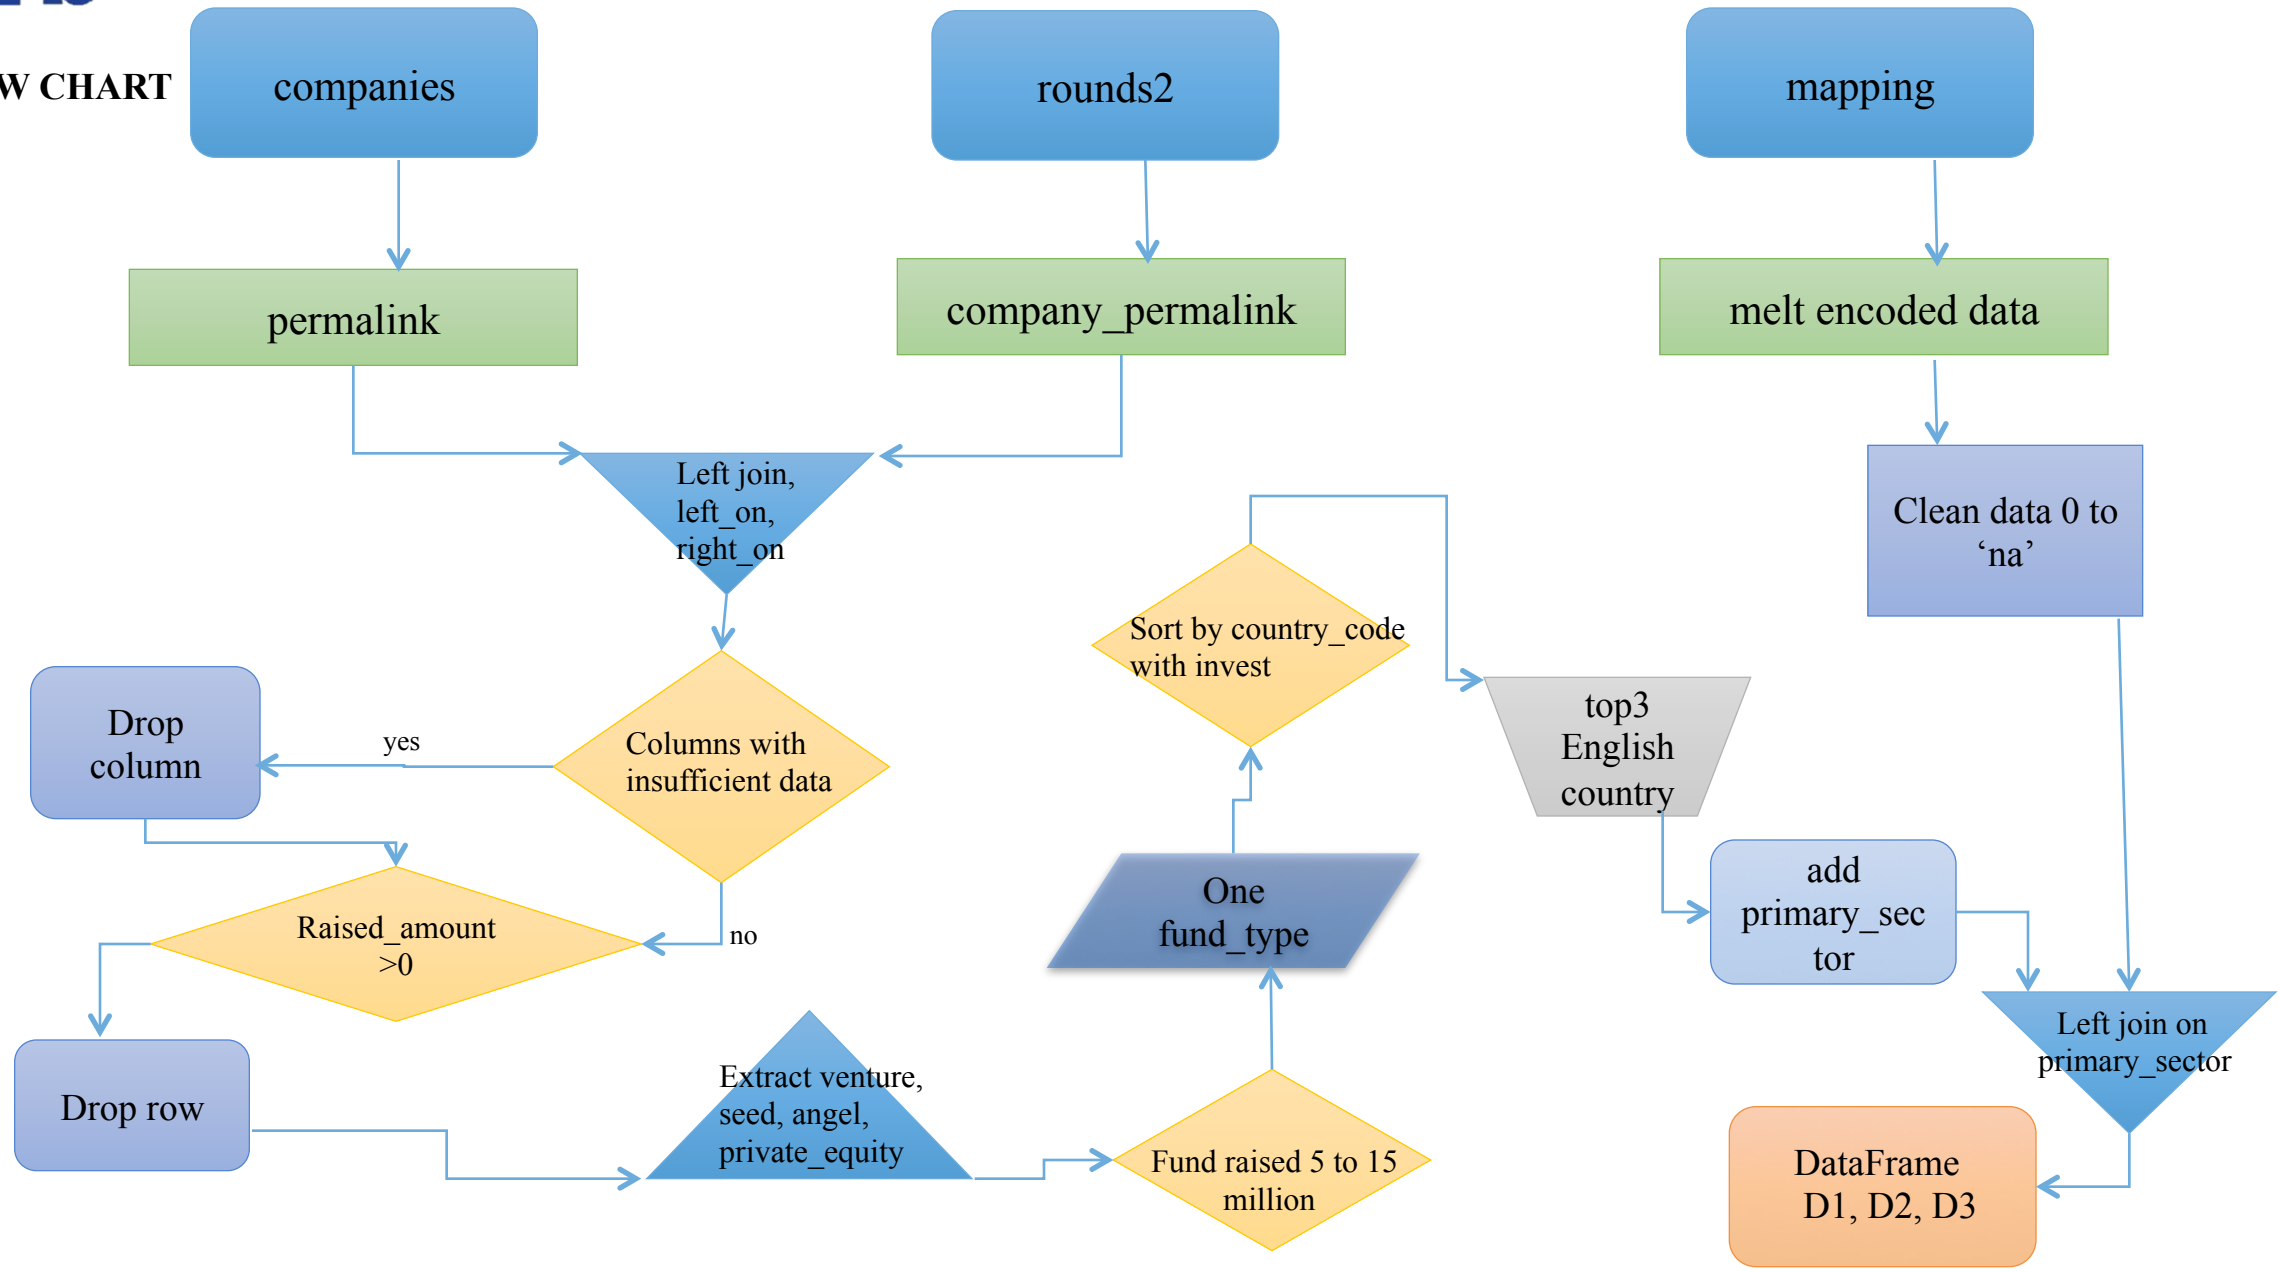 W CHART
companies
rounds2
mapping
permalink
company_permalink
melt encoded data
Left join,
left_on,
right_on
Clean data 0 to
‘na’
Sort by country_code
with invest
Drop
column
yes
Columns with
insufficient data
top3
English
country
Raised_amount
>0
no
One
fund_type
add
primary_sec
tor
Drop row
Extract venture,
seed, angel,
private_equity
Fund raised 5 to 15
million
Left join on
primary_sector
DataFrame
D1, D2, D3